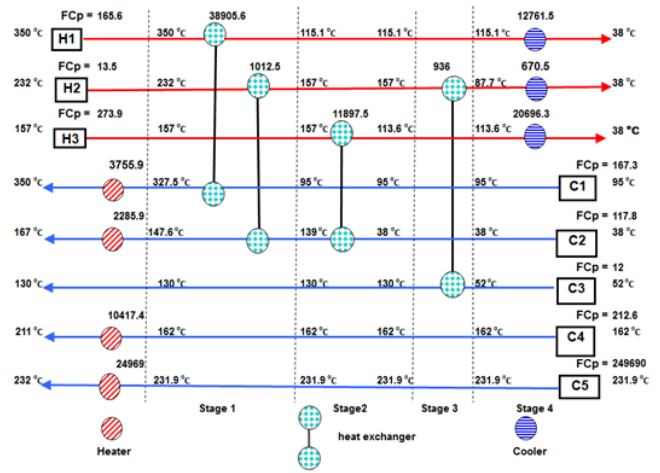 FCp = 165.6 38905.6 12761.5
350 °C H1 350 °C 115.1 °C 115.1 °C 115.1 °C 38 °C
FCp = 13.5 1012.5 936 670.5
232 °C H2 232 °C 157 °C 157 °C 87.7 °C 38 °C
FCp = 273.9 11897.5 20696.3
157 °C H3 157 °C 157 °C 113.6 °C 113.6 °C 38 °C
3755.9 FCp = 167.3
350 °C 327.5 °C 95 °C 95 °C 95 °C C1 95 °C
2285.9 FCp = 117.8
167 °C 147.6 °C 139 °C 38 °C 38 °C C2 38 °C
FCp = 12
130 °C 130 °C 130 °C 130 °C 52 °C C3 52 °C
10417.4 FCp = 212.6
211 °C 162 °C 162 °C 162 °C 162 °C C4 162 °C
24969 FCp = 249690
232 °C 231.9 °C 231.9 °C 231.9 °C 231.9 °C C5 231.9 °C
Stage 1 Stage2 Stage 3 Stage 4
Heater heat exchanger Cooler